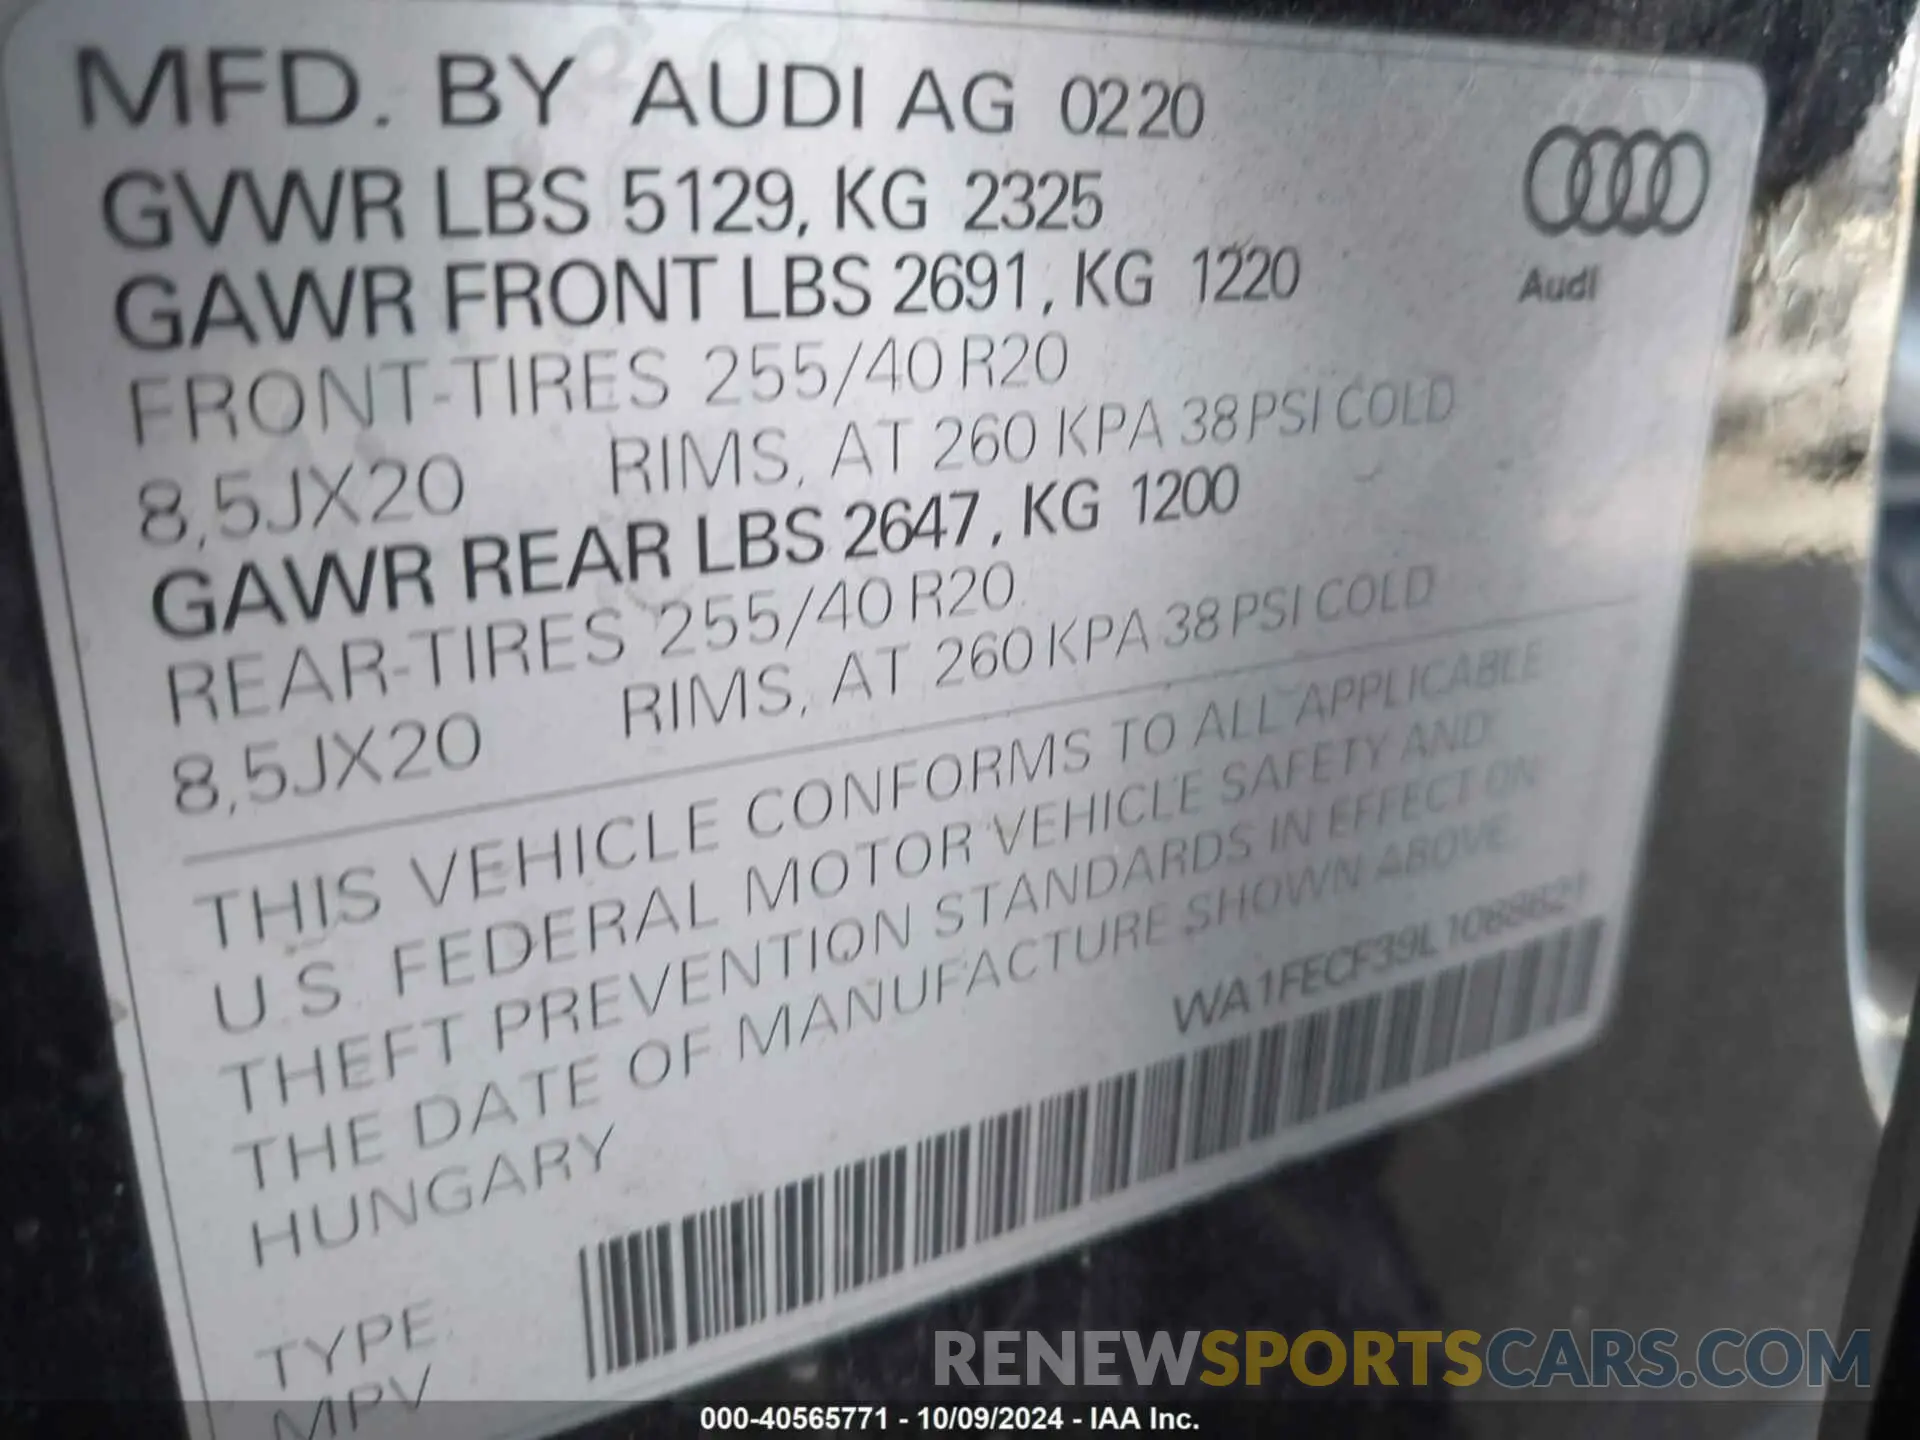 MFD. BY AUDI AG 0220
GVWR LBS 5129, KG 2325
GAWR FRONT LBS 2691, KG 1220
FRONT-TIRES 255/40 R20
8,5JX20 RIMS, AT 260 KPA 38 PSI COLD
GAWR REAR LBS 2647, KG 1200
REAR-TIRES 255/40 R20
8,5JX20 RIMS, AT 260 KPA 38 PSI COLD
Audi
THIS VEHICLE CONFORMS TO ALL APPLICABLE
U.S. FEDERAL MOTOR VEHICLE SAFETY AND
THEFT PREVENTION STANDARDS IN EFFECT ON
THE DATE OF MANUFACTURE SHOWN ABOVE
HUNGARY
TYPE
MPV
RENEWSPORTSCARS.COM
000-40565771 - 10/09/2024 - IAA Inc.